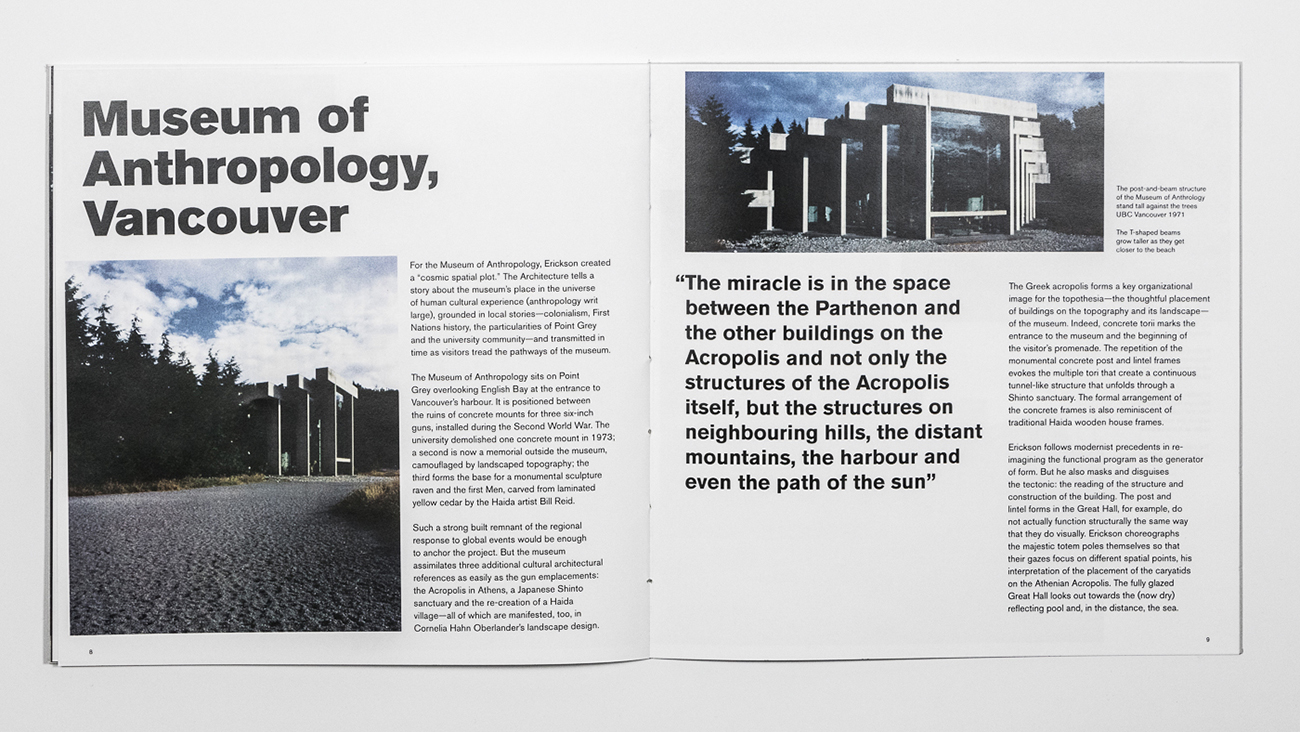 Museum of
Anthropology,
Vancouver
For the Museum of Anthropology, Erickson created
a “cosmic spatial plot.” The Architecture tells a
story about the museum’s place in the universe
of human cultural experience (anthropology writ
large), grounded in local stories—colonialism, First
Nations history, the particularities of Point Grey
and the university community—and transmitted in
time as visitors tread the pathways of the museum.
The Museum of Anthropology sits on Point
Grey overlooking English Bay at the entrance to
Vancouver’s harbour. It is positioned between
the ruins of concrete mounts for three six-inch
guns, installed during the Second World War. The
university demolished one concrete mount in 1973;
a second is now a memorial outside the museum,
camouflaged by landscaped topography; the
third forms the base for a monumental sculpture
raven and the first Men, carved from laminated
yellow cedar by the Haida artist Bill Reid.
Such a strong built remnant of the regional
response to global events would be enough
to anchor the project. But the museum
assimilates three additional cultural architectural
references as easily as the gun emplacements:
the Acropolis in Athens, a Japanese Shinto
sanctuary and the re-creation of a Haida
village—all of which are manifested, too, in
Cornelia Hahn Oberlander’s landscape design.
8
The post-and-beam structure
of the Museum of Anthrology
stand tall against the trees
UBC Vancouver 1971
The T-shaped beams
grow taller as they get
closer to the beach
“The miracle is in the space
between the Parthenon and
the other buildings on the
Acropolis and not only the
structures of the Acropolis
itself, but the structures on
neighbouring hills, the distant
mountains, the harbour and
even the path of the sun”
The Greek acropolis forms a key organizational
image for the topothesia—the thoughtful placement
of buildings on the topography and its landscape—
of the museum. Indeed, concrete torii marks the
entrance to the museum and the beginning of
the visitor’s promenade. The repetition of the
monumental concrete post and lintel frames
evokes the multiple tori that create a continuous
tunnel-like structure that unfolds through a
Shinto sanctuary. The formal arrangement of
the concrete frames is also reminiscent of
traditional Haida wooden house frames.
Erickson follows modernist precedents in re-
imagining the functional program as the generator
of form. But he also masks and disguises
the tectonic: the reading of the structure and
construction of the building. The post and
lintel forms in the Great Hall, for example, do
not actually function structurally the same way
that they do visually. Erickson choreographs
the majestic totem poles themselves so that
their gazes focus on different spatial points, his
interpretation of the placement of the caryatids
on the Athenian Acropolis. The fully glazed
Great Hall looks out towards the (now dry)
reflecting pool and, in the distance, the sea.
9